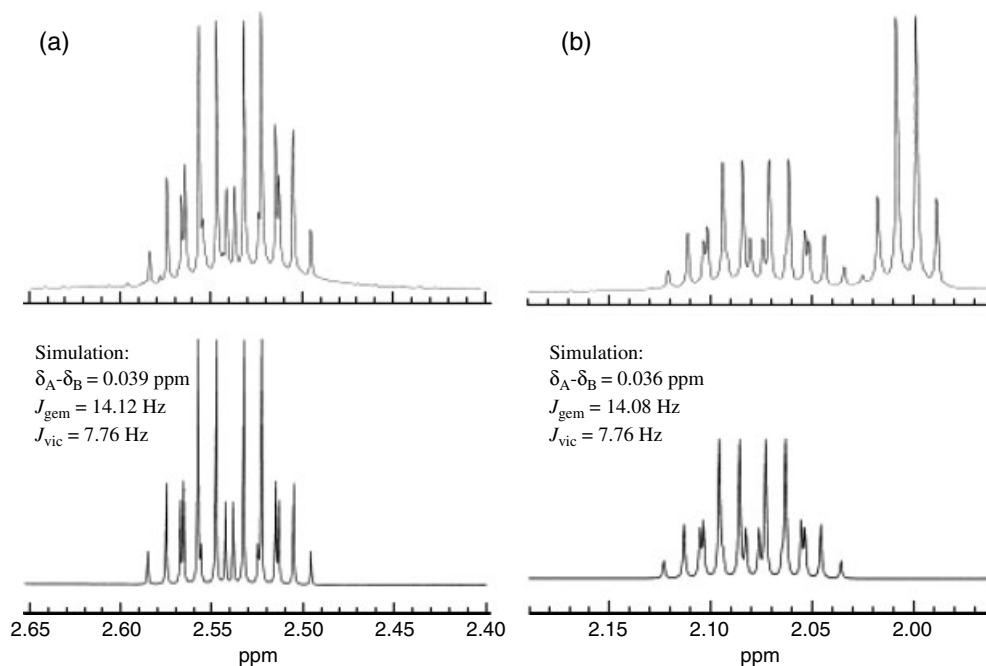 (a)
(b)
Simulation:
δA-δB = 0.039 ppm
Jgem = 14.12 Hz
Jvic = 7.76 Hz
Simulation:
δA-δB = 0.036 ppm
Jgem = 14.08 Hz
Jvic = 7.76 Hz
2.65 2.60 2.55 2.50 2.45 2.40
ppm
2.15 2.10 2.05 2.00
ppm